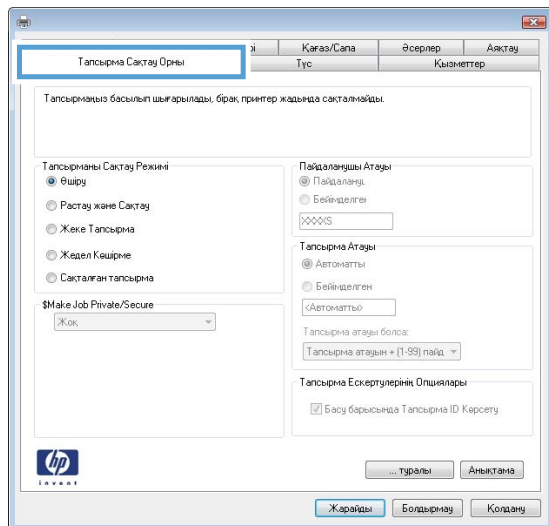 рі
Қағаз/Сапа
Әсерлер
Аяқтау
Тапсырма Сақтау Орны
Түс
Қызметтер
Тапсырмаңыз басылып шығарылады, бірақ принтер жадында сақталмайды.
Тапсырманы Сақтау Режимі
Өшіру
Растау және Сақтау
Жеке Тапсырма
Жедел Көшірме
Сақталған тапсырма
$Make Job Private/Secure
Жоқ
Пайдаланушы Атауы
Пайдалану
Бейімделген
XXXXS
Тапсырма Атауы
Автоматты
Бейімделген
<Автоматты>
Тапсырма атауы болса:
Тапсырма атауын + (1-99) пайд
Тапсырма Ескертулерінің Опциялары
Басу барысында Тапсырма ID Көрсету
hp
invent
... туралы
Анықтама
Жарайды
Болдырмау
Қолдану